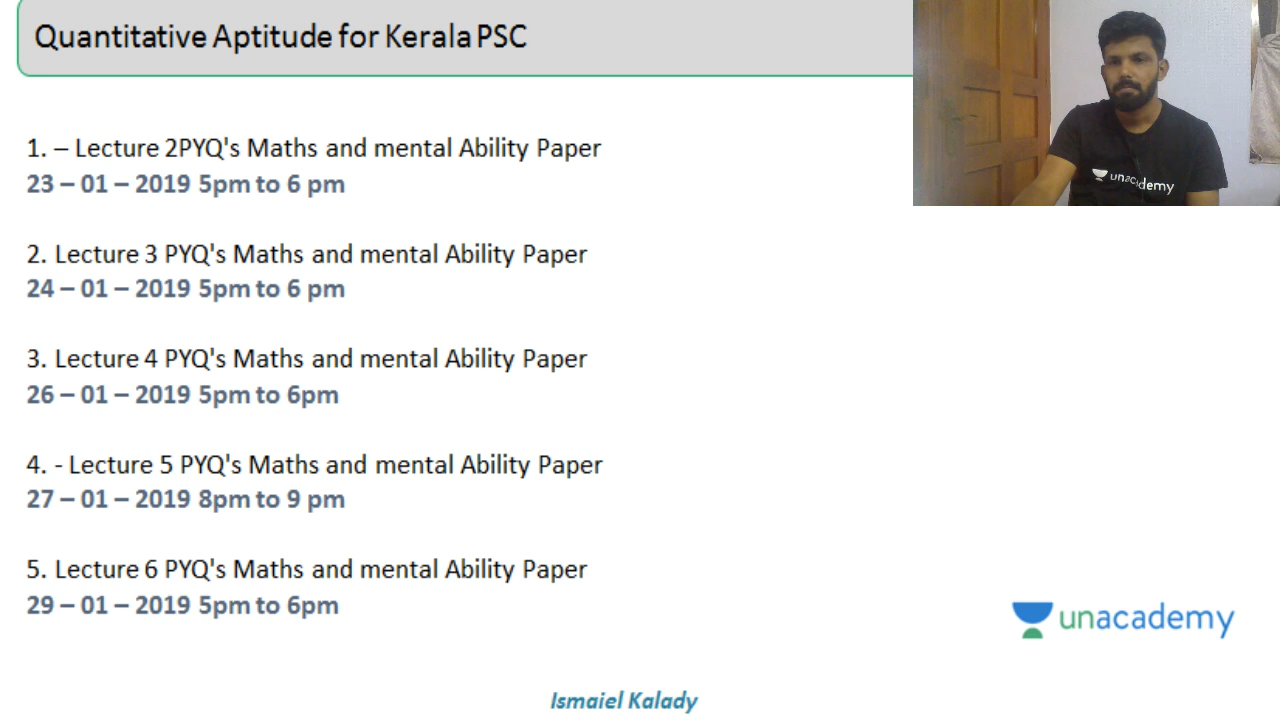 Quantitative Aptitude for Kerala PSC
1. – Lecture 2PYQ's Maths and mental Ability Paper
23 – 01 – 2019 5pm to 6 pm
2. Lecture 3 PYQ's Maths and mental Ability Paper
24 – 01 – 2019 5pm to 6 pm
3. Lecture 4 PYQ's Maths and mental Ability Paper
26 – 01 – 2019 5pm to 6pm
4. - Lecture 5 PYQ's Maths and mental Ability Paper
27 – 01 – 2019 8pm to 9 pm
5. Lecture 6 PYQ's Maths and mental Ability Paper
29 – 01 – 2019 5pm to 6pm
unacademy
unacademy
Ismaiel Kalady